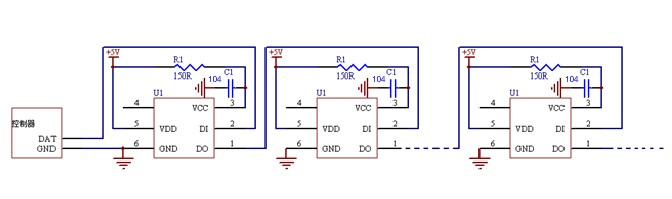 +5V
R1
150R
104
C1
U1
4
VCC
3
5
VDD
DI
2
6
GND
DO
1
+5V
R1
150R
104
C1
U1
4
VCC
3
5
VDD
DI
2
6
GND
DO
1
+5V
R1
150R
104
C1
U1
4
VCC
3
5
VDD
DI
2
6
GND
DO
1
控制器
DAT
GND